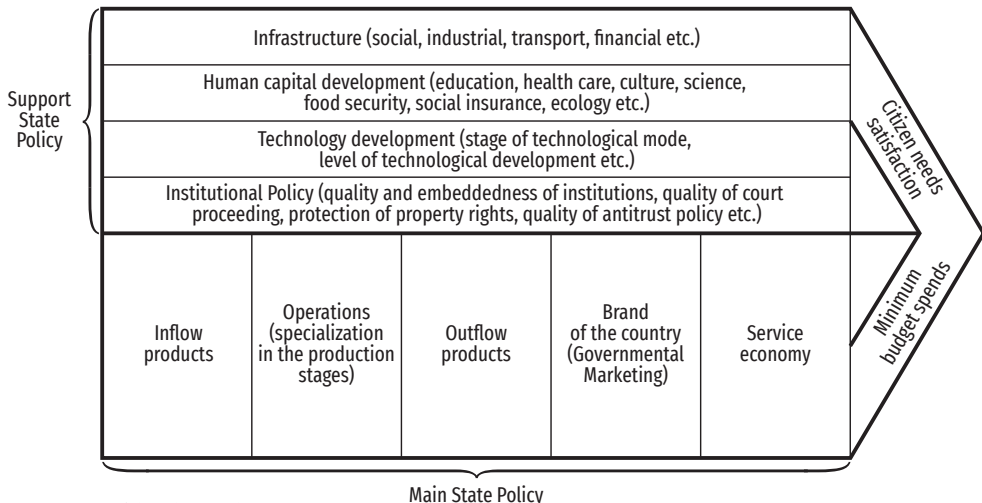 Infrastructure (social, industrial, transport, financial etc.)
Human capital development (education, health care, culture, science,
food security, social insurance, ecology etc.)
Support
State
Policy
Technology development (stage of technological mode,
level of technological development etc.)
Institutional Policy (quality and embeddedness of institutions, quality of court
proceeding, protection of property rights, quality of antitrust policy etc.)
Citizen needs
satisfaction
Inflow
products
Operations
(specialization
in the production
stages)
Outflow
products
Brand
of the country
(Governmental
Marketing)
Service
economy
Minimum
budget spends
Main State Policy